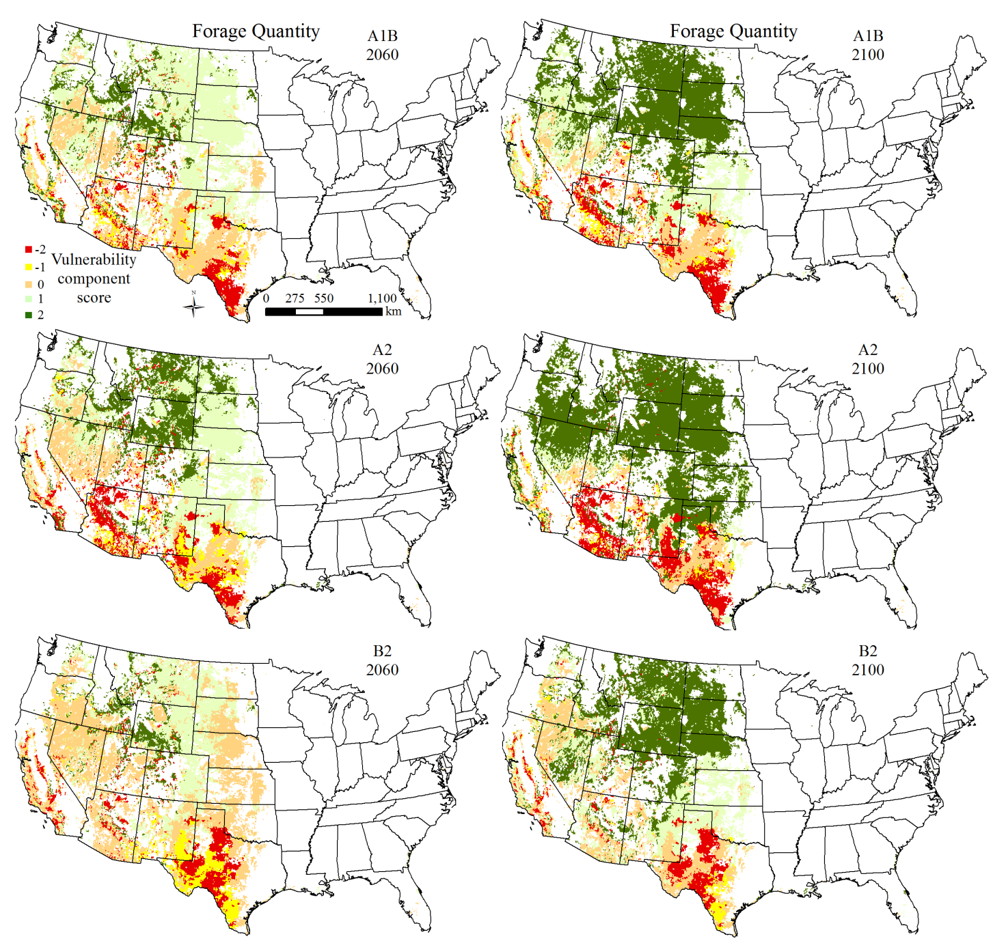 Forage Quantity
A1B
2060
Forage Quantity
A1B
2100
-2
-1
0
1
2
Vulnerability
component
score
N
0 275 550 1,100
km
A2
2060
A2
2100
B2
2060
B2
2100